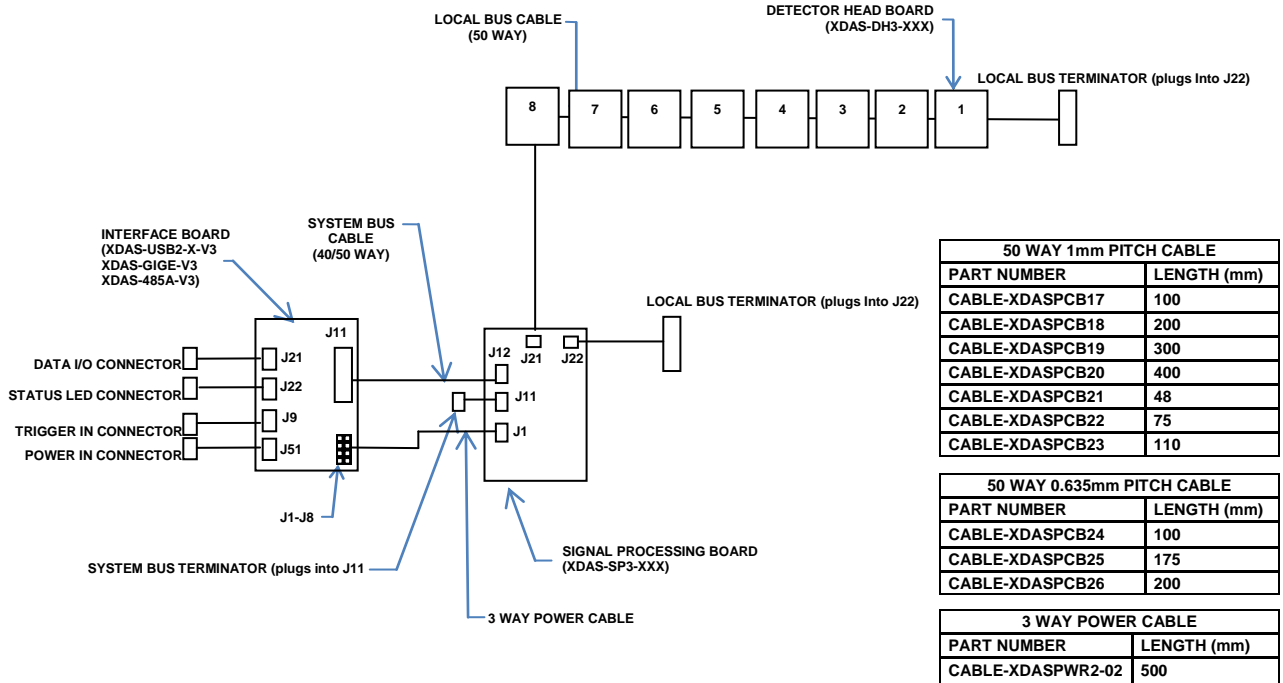 LOCAL BUS CABLE
(50 WAY)
DETECTOR HEAD BOARD
(XDAS-DH3-XXX)
LOCAL BUS TERMINATOR (plugs Into J22)
8
7
6
5
4
3
2
1
INTERFACE BOARD
(XDAS-USB2-X-V3
XDAS-GIGE-V3
XDAS-485A-V3)
SYSTEM BUS
CABLE
(40/50 WAY)
LOCAL BUS TERMINATOR (plugs Into J22)
J11
J21
J22
J9
J51
DATA I/O CONNECTOR
STATUS LED CONNECTOR
TRIGGER IN CONNECTOR
POWER IN CONNECTOR
J12
J21
J22
J11
J1
J1-J8
SYSTEM BUS TERMINATOR (plugs into J11
SIGNAL PROCESSING BOARD
(XDAS-SP3-XXX)
3 WAY POWER CABLE
50 WAY 1mm PITCH CABLE
PART NUMBER LENGTH (mm)
CABLE-XDASPCB17 100
CABLE-XDASPCB18 200
CABLE-XDASPCB19 300
CABLE-XDASPCB20 400
CABLE-XDASPCB21 48
CABLE-XDASPCB22 75
CABLE-XDASPCB23 110
50 WAY 0.635mm PITCH CABLE
PART NUMBER LENGTH (mm)
CABLE-XDASPCB24 100
CABLE-XDASPCB25 175
CABLE-XDASPCB26 200
3 WAY POWER CABLE
PART NUMBER LENGTH (mm)
CABLE-XDASPWR2-02 500